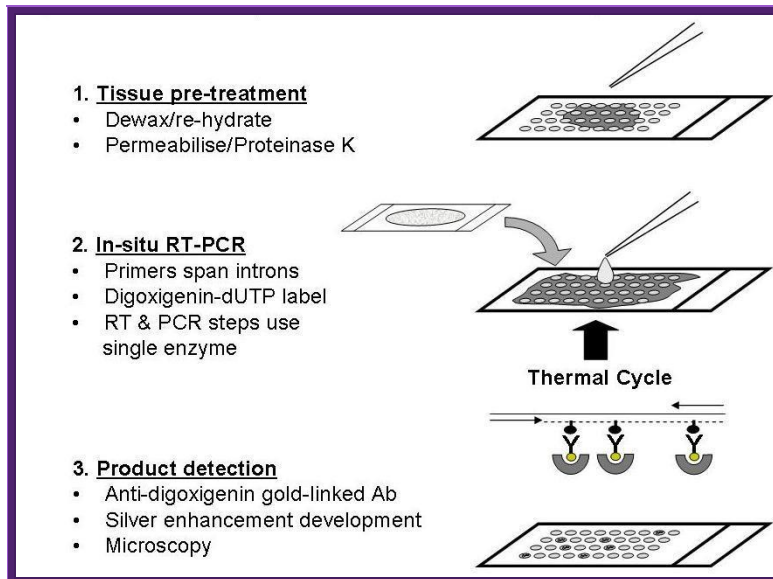 1. Tissue pre-treatment
• Dewax/re-hydrate
• Permeabilise/Proteinase K
2. In-situ RT-PCR
• Primers span introns
• Digoxigenin-dUTP label
• RT & PCR steps use
single enzyme
Thermal Cycle
3. Product detection
• Anti-digoxigenin gold-linked Ab
• Silver enhancement development
• Microscopy